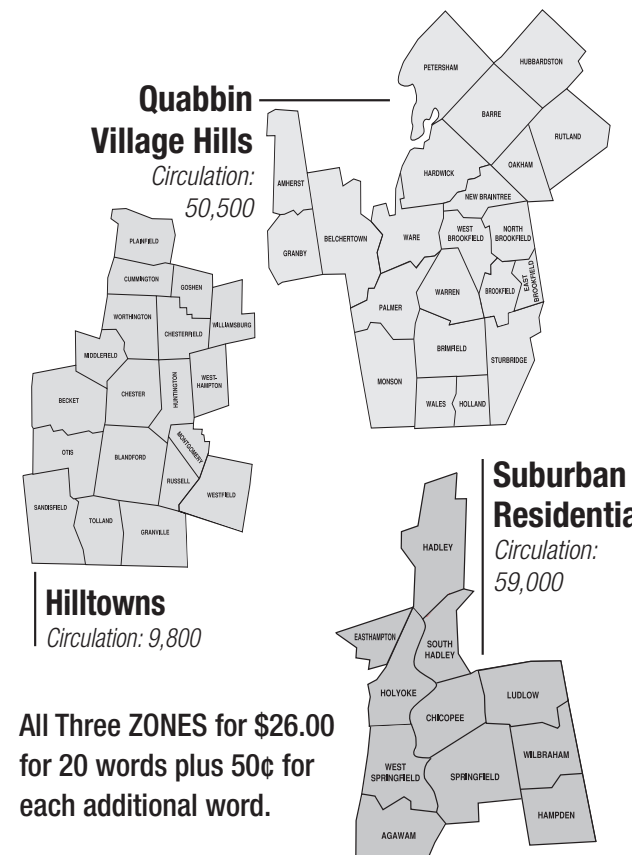 Quabbin
Village Hills
Circulation:
50,500
PETERSHAM
HUBBARDSTON
BARRE
RUTLAND
OAKHAM
HARDWICK
NEW BRAINTREE
AMHERST
GRANBY
BELCHERTOWN
WARE
WEST
BROOKFIELD
NORTH
BROOKFIELD
EAST
BROOKFIELD
BROOKFIELD
WARREN
PALMER
BRIMFIELD
STURBRIDGE
MONSON
WALES
HOLLAND
PLAINFIELD
CUMMINGTON
GOSHEN
WORTHINGTON
CHESTERFIELD
WILLIAMSBURG
MIDDLEFIELD
BECKET
CHESTER
HUNTINGTON
WEST-
HAMPTON
OTIS
BLANDFORD
MONTGOMERY
RUSSELL
WESTFIELD
SANDISFIELD
TOLLAND
GRANVILLE
Hilltowns
Circulation: 9,800
Suburban
Residentia
Circulation:
59,000
HADLEY
EASTHAMPTON
SOUTH
HADLEY
HOLYOKE
CHICOPEE
LUDLOW
WEST
SPRINGFIELD
SPRINGFIELD
WILBRAHAM
HAMPDEN
AGAWAM
All Three ZONES for $26.00
for 20 words plus 50¢ for
each additional word.